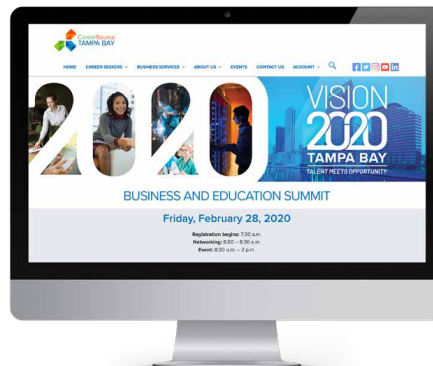 CareerSource
TAMPA BAY
HOME CAREER SEEKERS BUSINESS SERVICES ABOUT US EVENTS CONTACT US ACCOUNT
2020
VISION
2020
TAMPA BAY
TALENT MEETS OPPORTUNITY
BUSINESS AND EDUCATION SUMMIT
Friday, February 28, 2020
Registration begins: 7:30 a.m.
Networking: 8:00 – 8:30 a.m.
Event: 8:30 a.m. – 2 p.m.